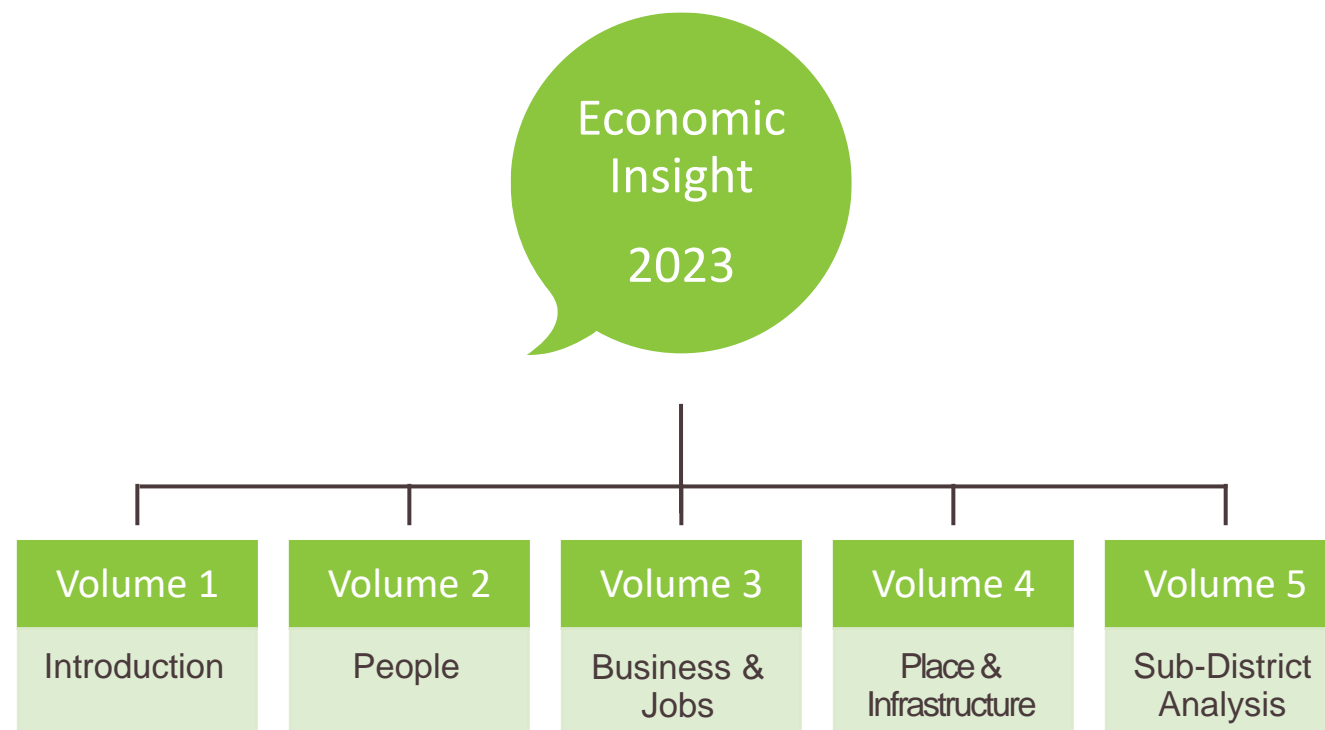 Economic
Insight
2023
Volume 1
Introduction
Volume 2
People
Volume 3
Business &
Jobs
Volume 4
Place &
Infrastructure
Volume 5
Sub-District
Analysis